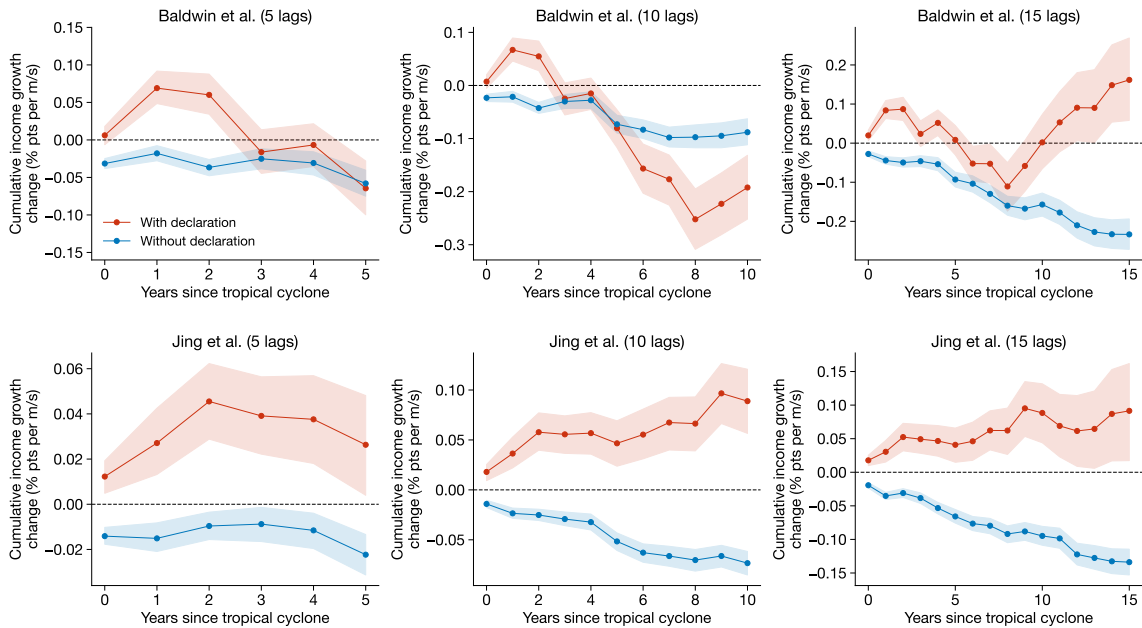 Baldwin et al. (5 lags)
Cumulative income growth
change (% pts per m/s)
0.15
0.10
0.05
0.00
−0.05
−0.10
−0.15
With declaration
Without declaration
0 1 2 3 4 5
Years since tropical cyclone
Baldwin et al. (10 lags)
Cumulative income growth
change (% pts per m/s)
0.1
0.0
−0.1
−0.2
−0.3
0 2 4 6 8 10
Years since tropical cyclone
Baldwin et al. (15 lags)
Cumulative income growth
change (% pts per m/s)
0.2
0.1
0.0
−0.1
−0.2
0 5 10 15
Years since tropical cyclone
Jing et al. (5 lags)
Cumulative income growth
change (% pts per m/s)
0.06
0.04
0.02
0.00
−0.02
0 1 2 3 4 5
Years since tropical cyclone
Jing et al. (10 lags)
Cumulative income growth
change (% pts per m/s)
0.10
0.05
0.00
−0.05
0 2 4 6 8 10
Years since tropical cyclone
Jing et al. (15 lags)
Cumulative income growth
change (% pts per m/s)
0.15
0.10
0.05
0.00
−0.05
−0.10
−0.15
0 5 10 15
Years since tropical cyclone